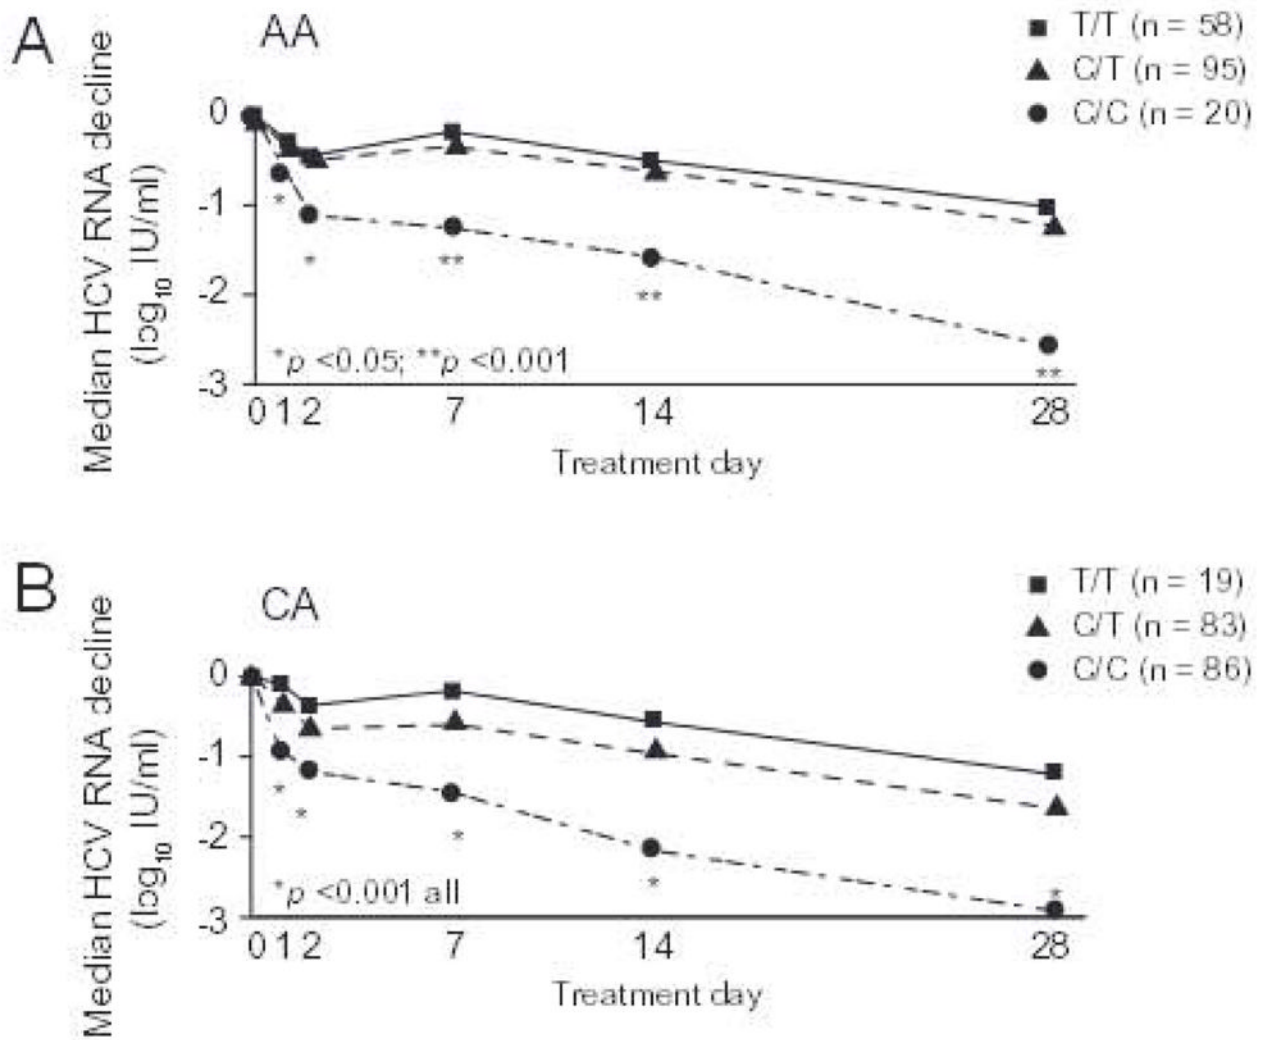 A
AA
T/T (n = 58)
C/T (n = 95)
C/C (n = 20)
Median HCV RNA decline
(log10 IU/ml)
0
-1
-2
-3
*
*
**
**
**
*p <0.05; **p <0.001
0 1 2 7 14 28
Treatment day
B
CA
T/T (n = 19)
C/T (n = 83)
C/C (n = 86)
Median HCV RNA decline
(log10 IU/ml)
0
-1
-2
-3
*
*
*
*
*
*p <0.001 all
0 1 2 7 14 28
Treatment day